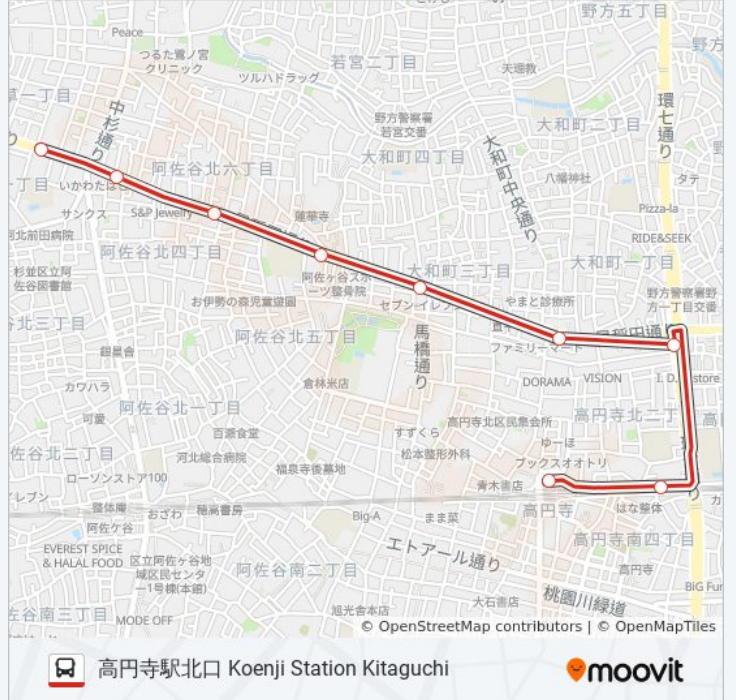 野方五丁目
Peace
つるた鷺ノ宮
クリニック
若宮二丁目
ツルハドラッグ
天理教
環七通り
中杉通り
野方警察署
若宮交番
大和町二丁目
大和町四丁目
大和町中央通り
阿佐谷北六丁目
八幡神社
タテ
いかわたは
サンクス
S&P Jewelry
蓮華寺
Pizza-la
RIDE&SEEK
北前田病院
阿佐谷北四丁目
杉並区立阿
佐谷図書館
阿佐ヶ谷スポ
ーツ整骨院
大和町三丁目
大和町一丁目
野方警察署野
方一丁目交番
お伊勢の森児童遊園
セブン-イレブン
やまと診療所
北三丁目
阿佐谷北五丁目
馬橋通り
早稲田通
ファミリーマート
銀星舎
カワハラ
倉林米店
DORAMA
VISION
I. D.
store
可愛
阿佐谷北一丁目
高円寺北二丁
高円寺北区民集会所
百源食堂
すずくら
ゆーほ
佐谷北二丁目
河北総合病院
松本整形外科
ブックスオオトリ
福泉寺後墓地
ローソンストア100
青木書店
イレブン
整体庵
おざわ
穂高書房
高円寺
はな整体
阿佐ケ谷
Big-A
まま菜
EVEREST SPICE
& HALAL FOOD
区立阿佐ヶ谷地
域区民センタ
ー1号棟(本館)
エトアール通り
高円寺南四丁目
阿佐谷南二丁目
高円寺
BiG Fur
佐谷南三丁目
MODE OFF
旭光舎本店
大石書店
桃園川緑道
© OpenStreetMap contributors | © OpenMapTiles
高円寺駅北口 Koenji Station Kitaguchi
moovit